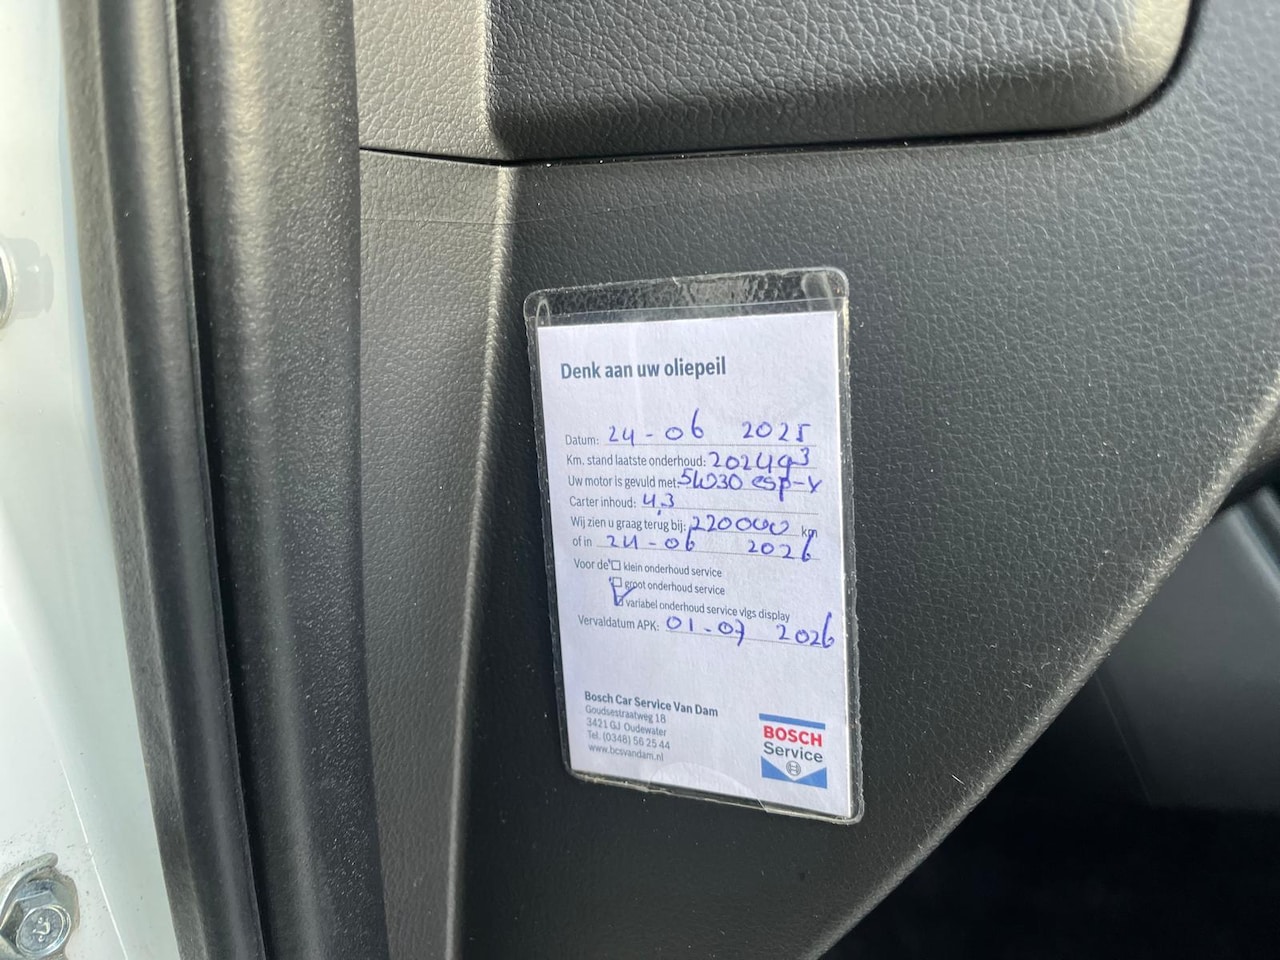 Denk aan uw oliepeil
Datum: 24-06 2025
Km. stand laatste onderhoud: 202493
Uw motor is gevuld met: 5W30 esp-x
Carter inhoud: 4,3
Wij zien u graag terug bij: 220000 km
of in 24-06 2026
Voor de klein onderhoud service
groot onderhoud service
variabel onderhoud service vlgs display
Vervaldatum APK: 01-07 2026
Bosch Car Service Van Dam
Goudsestraatweg 18
3421 GJ Oudewater
Tel. (0348) 56 25 44
www.bcsvandam.nl
BOSCH
Service